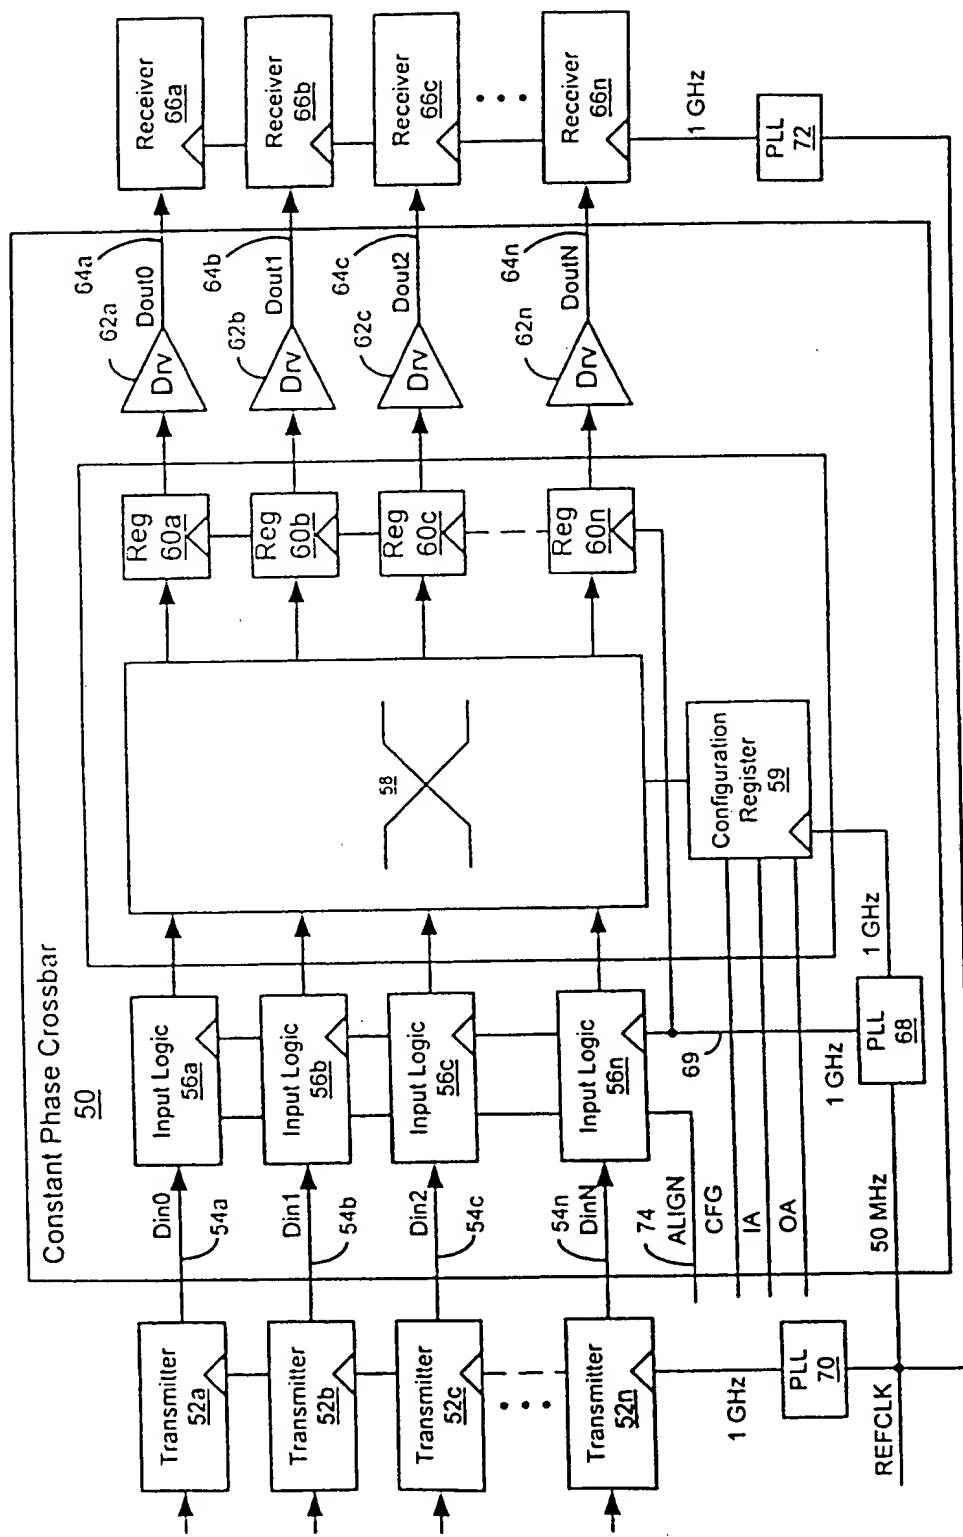 Constant Phase Crossbar
50
Transmitter
52a
Transmitter
52b
Transmitter
52c
Transmitter
52n
Din0
54a
Din1
54b
Din2
54c
54n
DinN
Input Logic
56a
Input Logic
56b
Input Logic
56c
Input Logic
56n
58
Reg
60a
Reg
60b
Reg
60c
Reg
60n
62a
Drv
62b
Drv
62c
Drv
62n
Drv
64a
Dout0
64b
Dout1
64c
Dout2
64n
DoutN
Receiver
66a
Receiver
66b
Receiver
66c
Receiver
66n
74
ALIGN
CFG
IA
OA
69
Configuration
Register
59
1 GHz
PLL
70
1 GHz
PLL
68
1 GHz
1 GHz
PLL
72
50 MHz
REFCLK